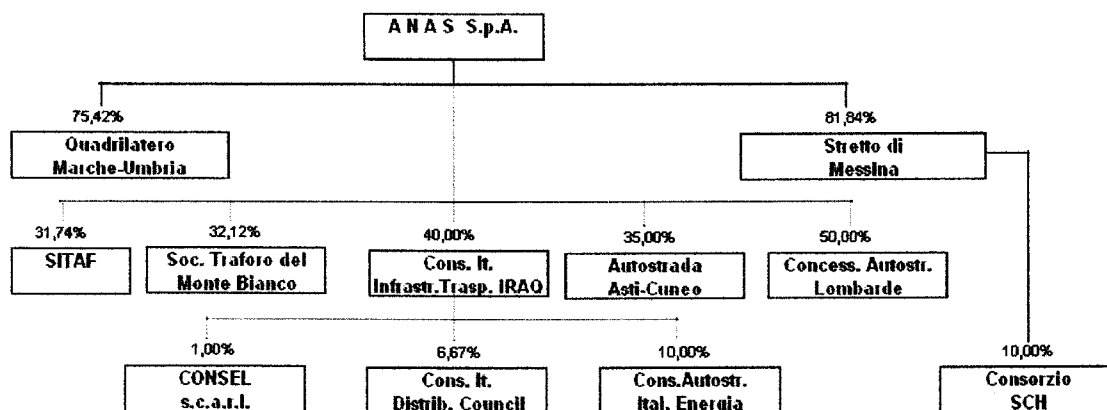 A N A S S.p.A.
75,42%
Quadrilatero
Marche-Umbria
81,84%
Stretto di
Messina
31,74%
SITAF
32,12%
Soc. Traforo del
Monte Bianco
40,00%
Cons. It.
Infrastr.Trasp. IRAQ
35,00%
Autostrada
Asti-Cuneo
50,00%
Concess. Autostr.
Lombarde
1,00%
CONSEL
s.c.a.r.l.
6,67%
Cons. It.
Distrib. Council
10,00%
Cons.Autostr.
Ital. Energia
10,00%
Consorzio
SCH